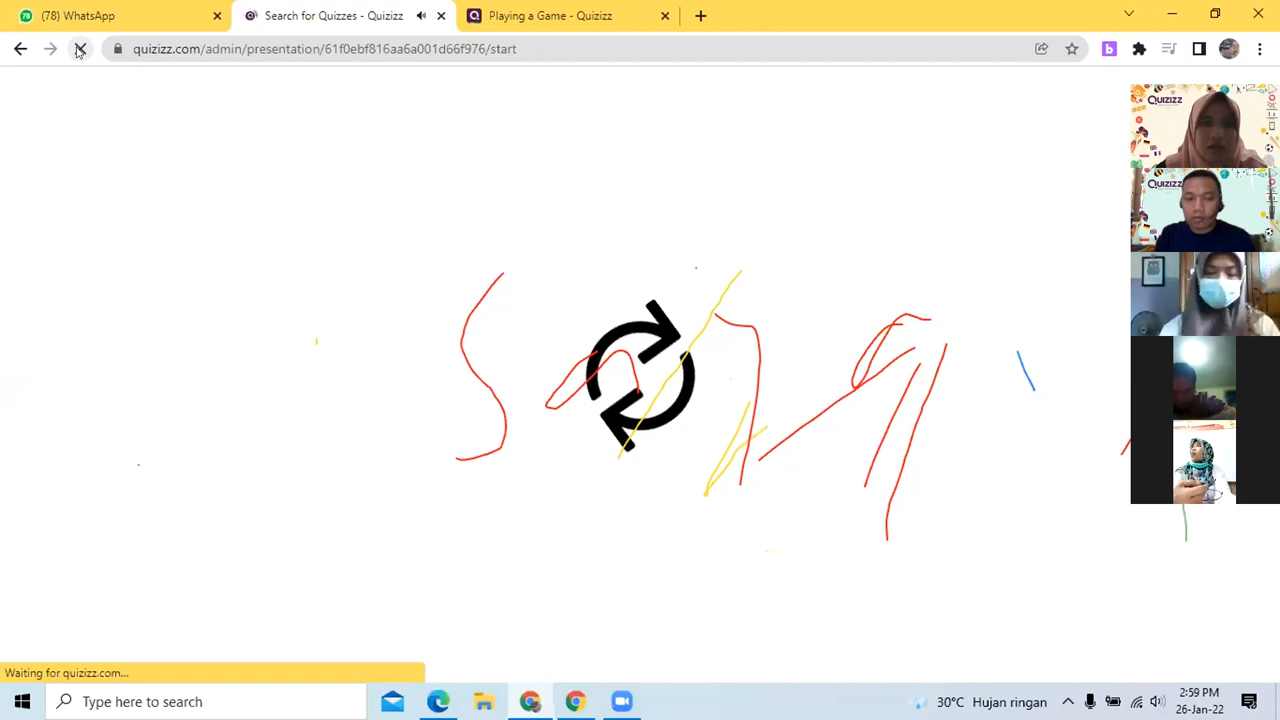 (78) WhatsApp
Search for Quizzes - Quizizz
Playing a Game - Quizizz
quizizz.com/admin/presentation/61f0ebf816aa6a001d66f976/start
QUIZIZZ
QUIZIZZ
Waiting for quizizz.com...
Type here to search
30°C Hujan ringan
2:59 PM
26-Jan-22